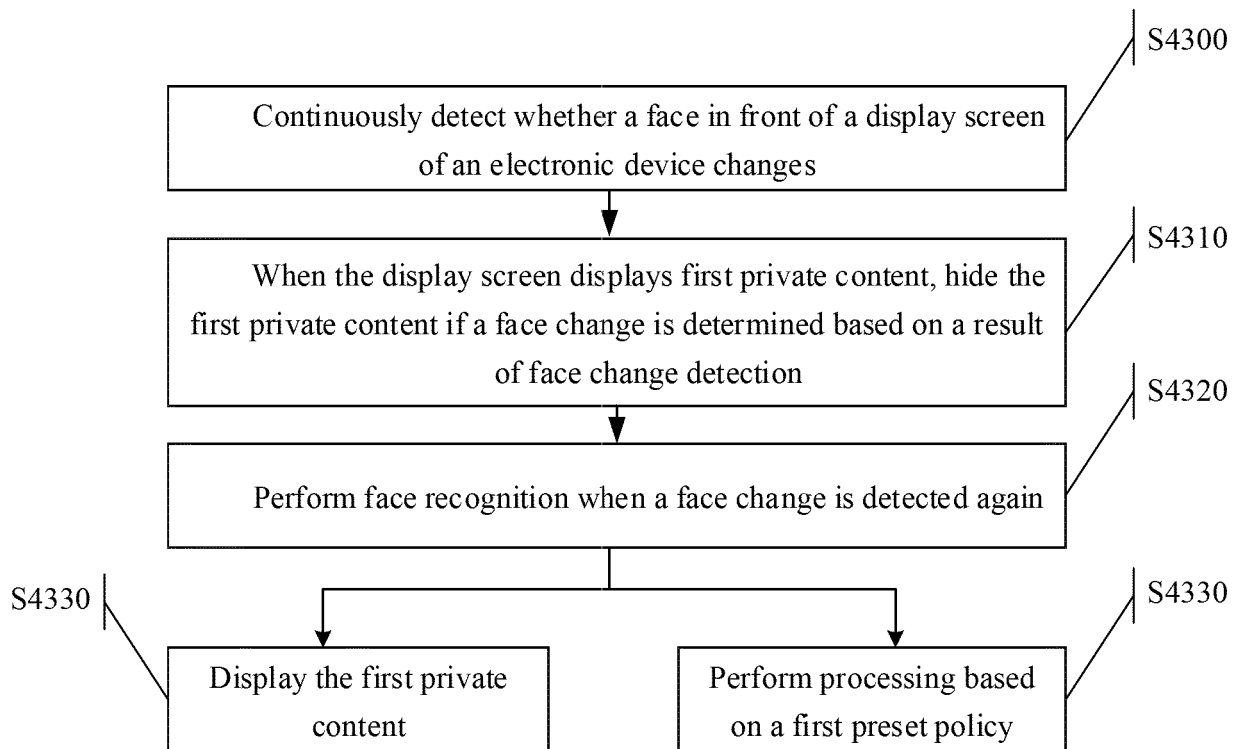 S4300
Continuously detect whether a face in front of a display screen
of an electronic device changes
S4310
When the display screen displays first private content, hide the
first private content if a face change is determined based on a result
of face change detection
S4320
Perform face recognition when a face change is detected again
S4330
S4330
Display the first private
content
Perform processing based
on a first preset policy